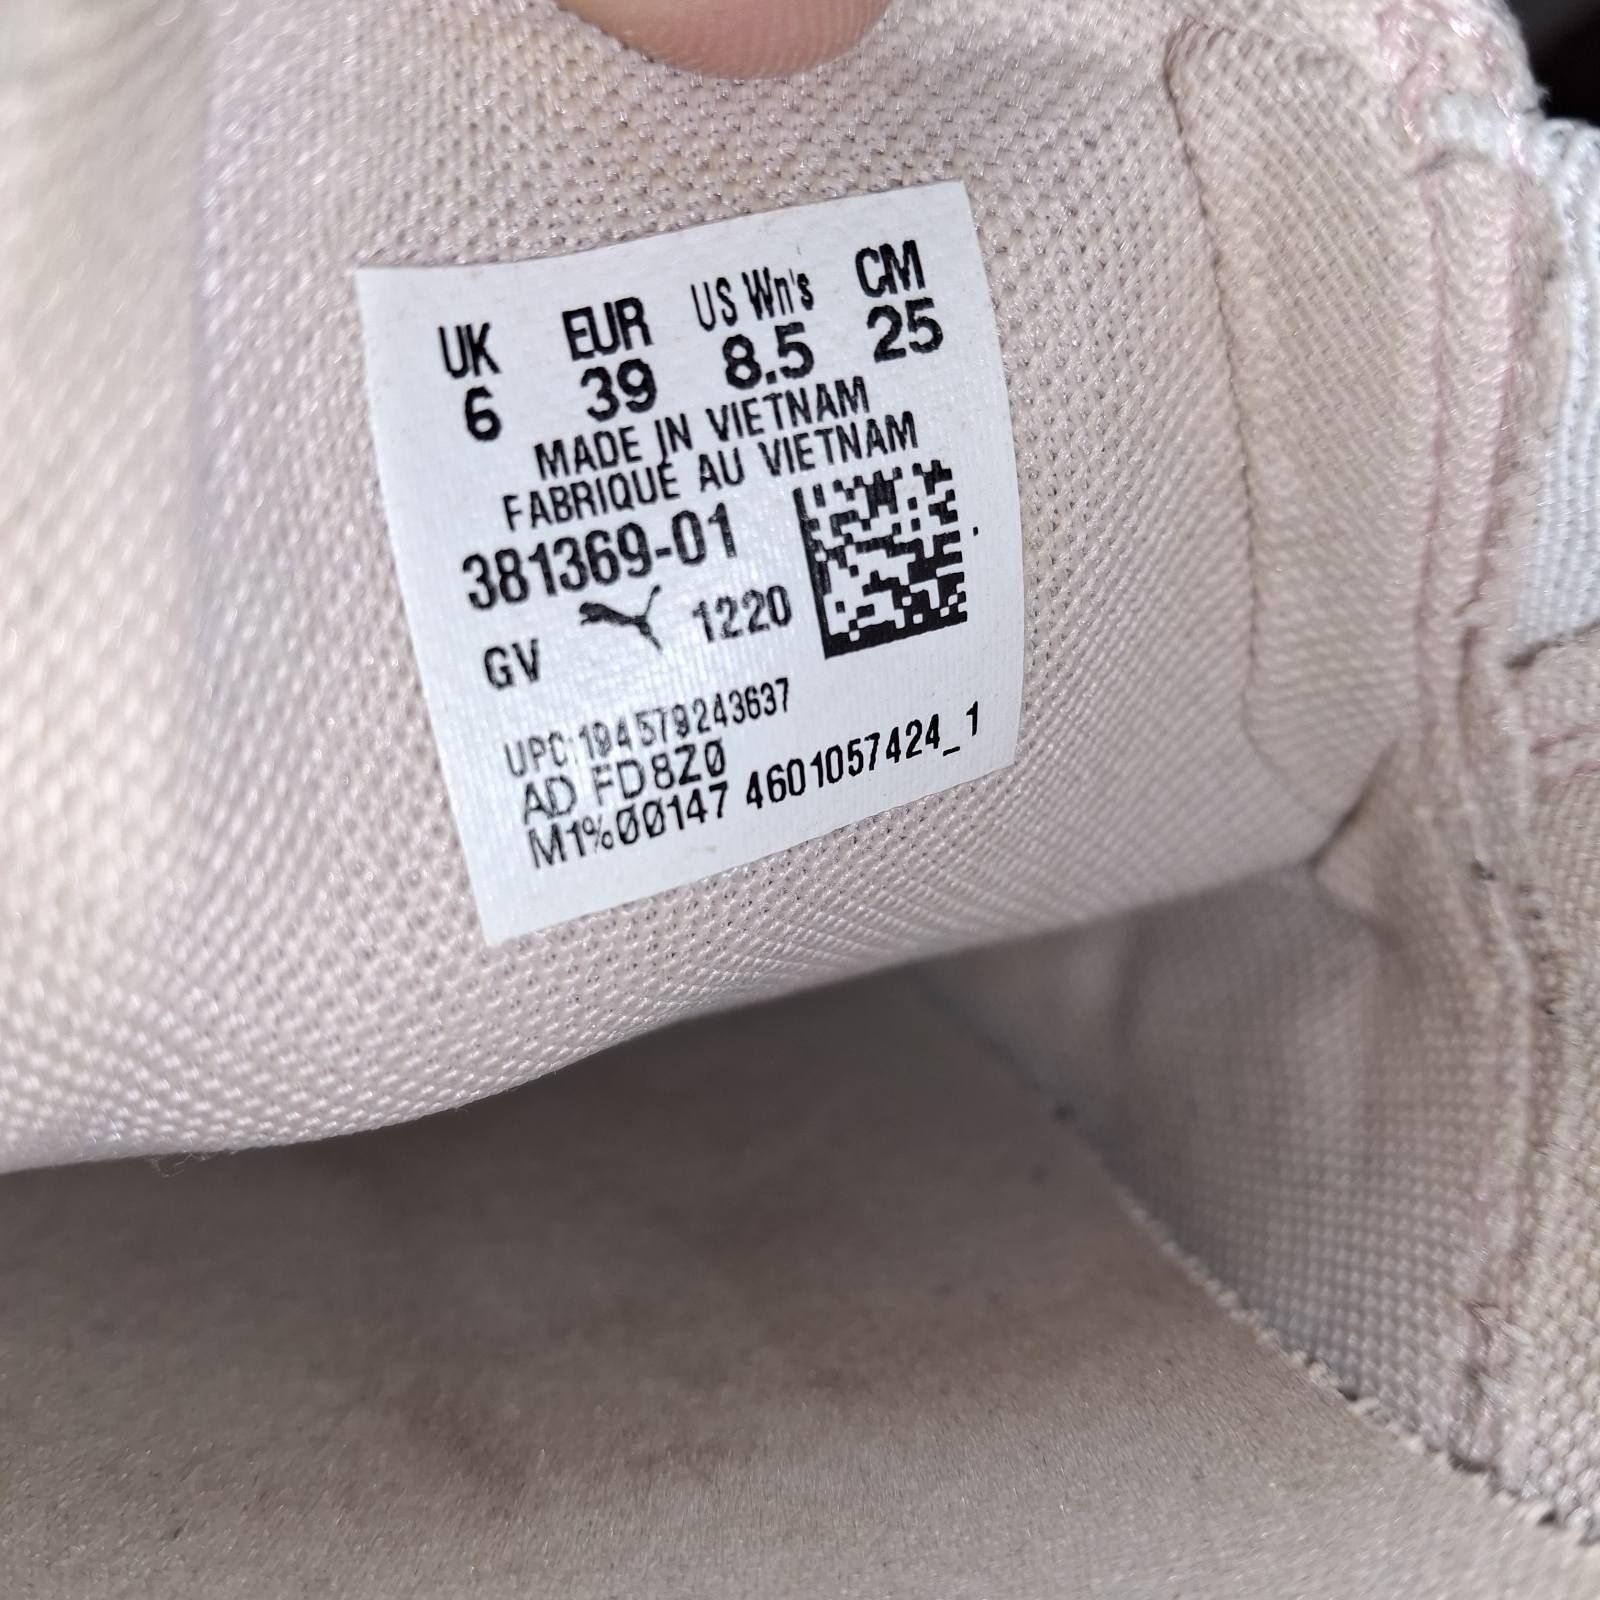 UK EUR US Wn's CM
6 39 8.5 25
MADE IN VIETNAM
FABRIQUÉ AU VIETNAM
381369-01
GV 1220
UPC:194579243637
AD FD8Z0
M1%00147 4601057424_1